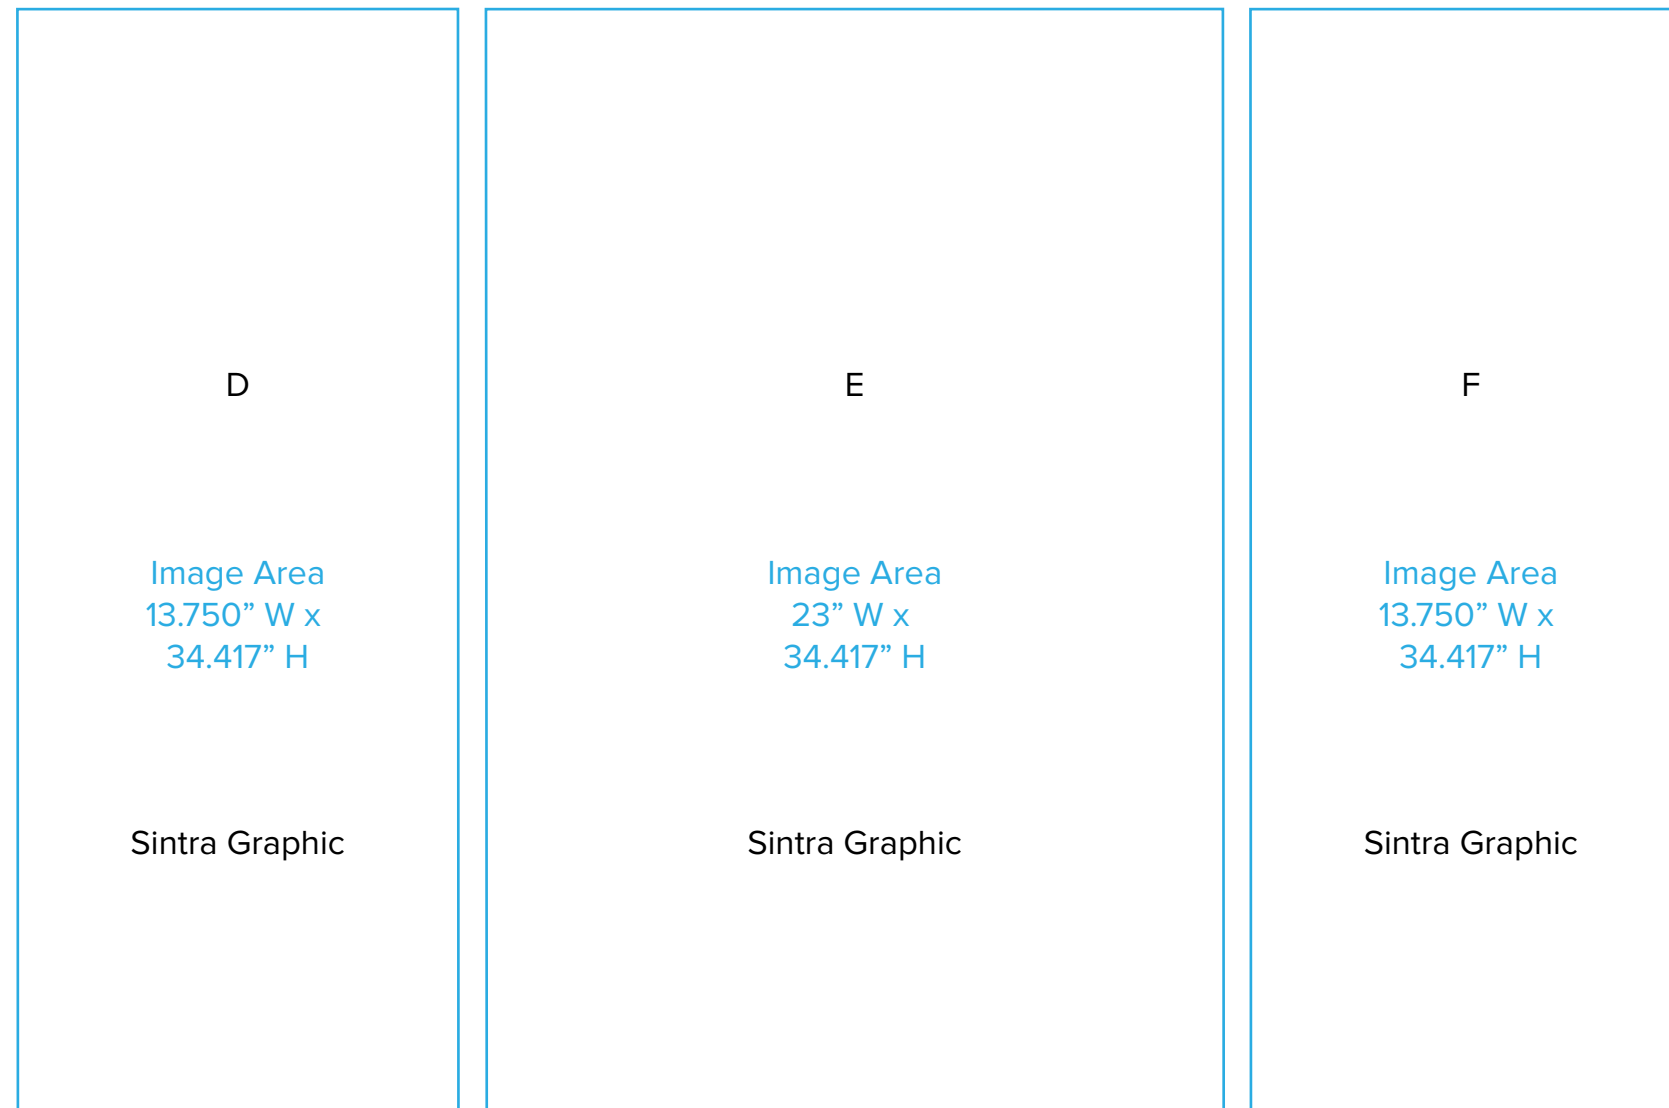 D
Image Area
13.750” W x
34.417” H
Sintra Graphic
E
Image Area
23” W x
34.417” H
Sintra Graphic
F
Image Area
13.750” W x
34.417” H
Sintra Graphic